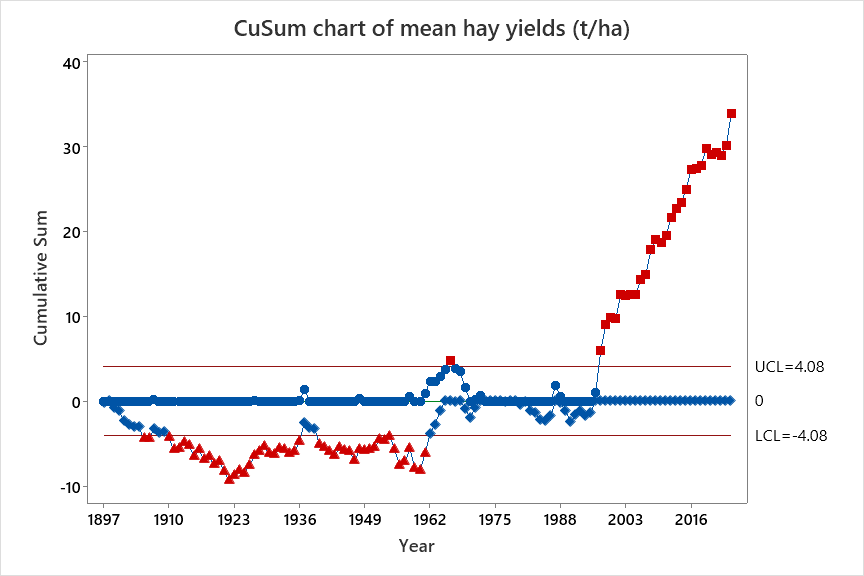 CuSum chart of mean hay yields (t/ha)
40
30
20
10
0
-10
Cumulative Sum
UCL=4.08
0
LCL=-4.08
1897 1910 1923 1936 1949 1962 1975 1988 2003 2016
Year